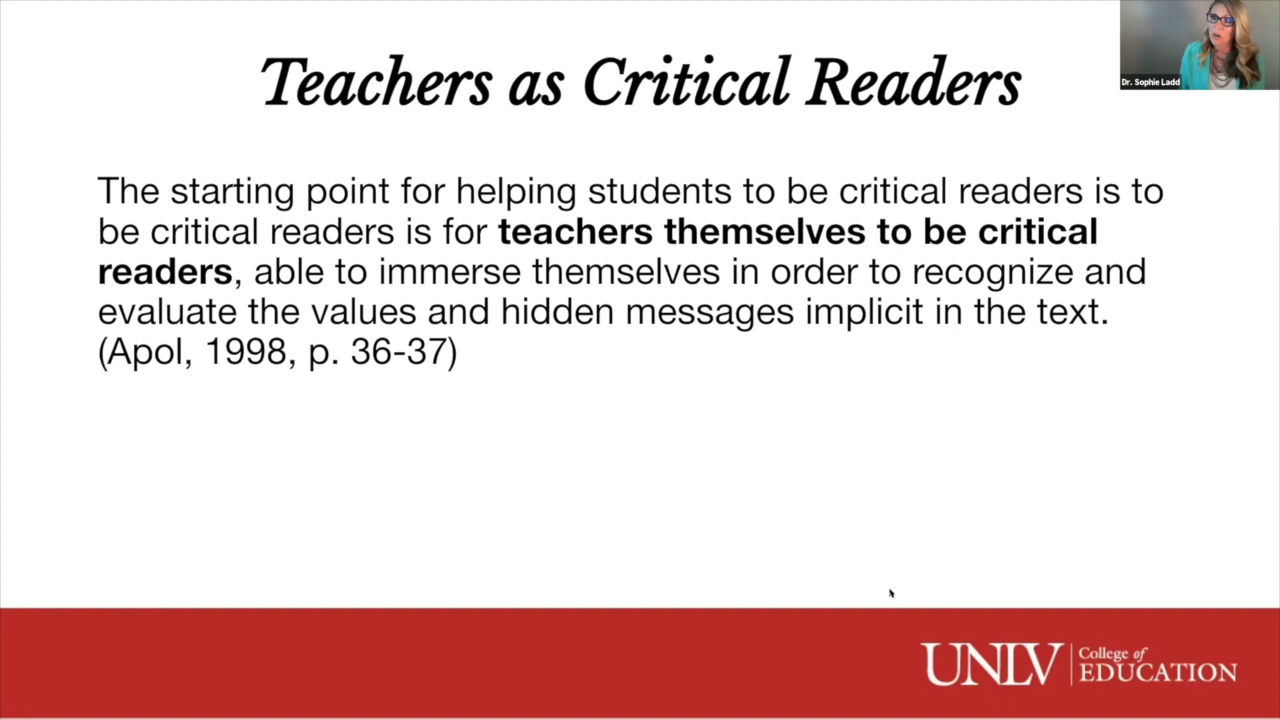 Teachers as Critical Readers
Dr. Sophie Ladd
The starting point for helping students to be critical readers is to
be critical readers is for teachers themselves to be critical
readers, able to immerse themselves in order to recognize and
evaluate the values and hidden messages implicit in the text.
(Apol, 1998, p. 36-37)
UNLV
College of
EDUCATION